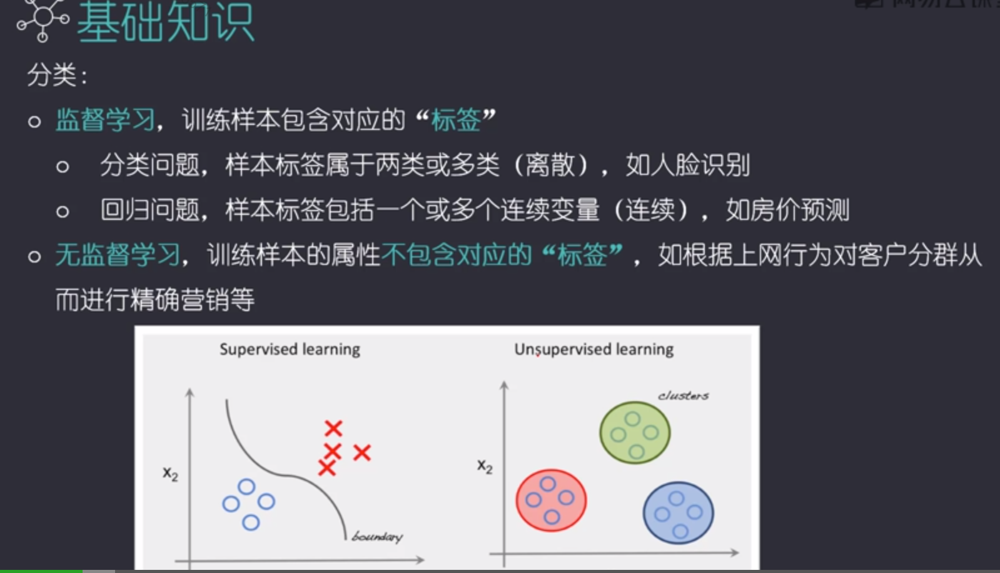 基础知识
分类：
监督学习，训练样本包含对应的“标签”
分类问题，样本标签属于两类或多类（离散），如人脸识别
回归问题，样本标签包括一个或多个连续变量（连续），如房价预测
无监督学习，训练样本的属性不包含对应的“标签”，如根据上网行为对客户分群从
而进行精确营销等
Supervised learning
x2
boundary
Unsupervised learning
clusters
x2